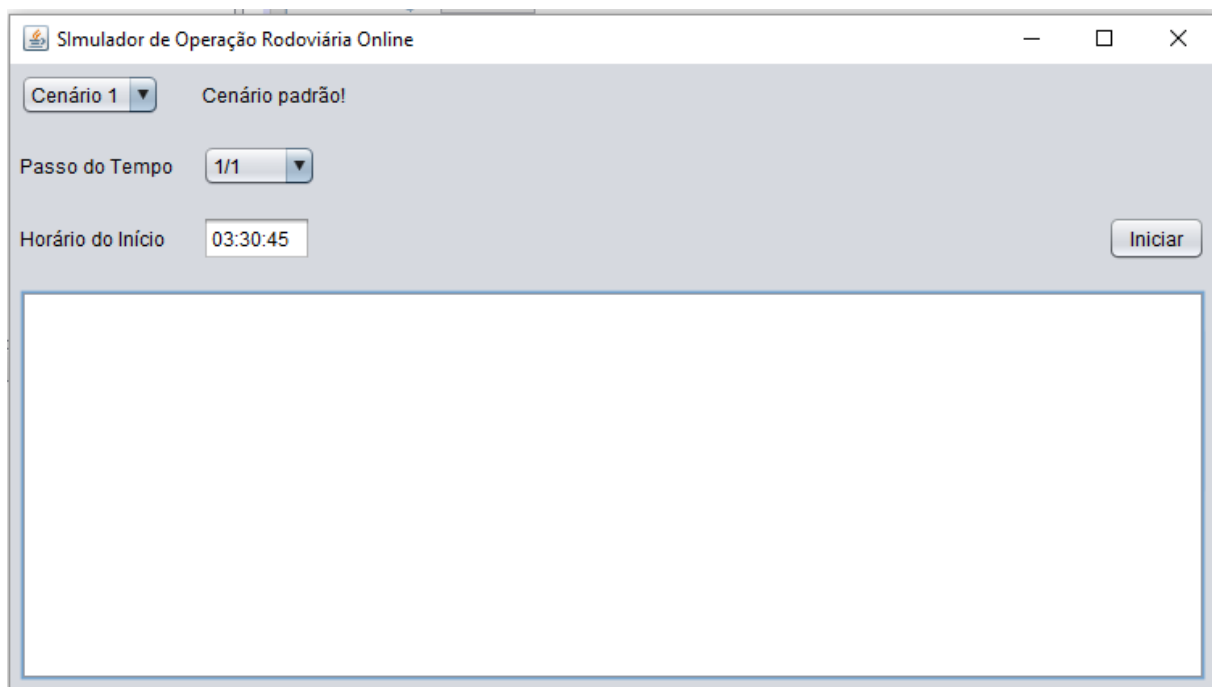 SImulador de Operação Rodoviária Online
Cenário 1 Cenário padrão!
Passo do Tempo 1/1
Horário do Início 03:30:45 Iniciar